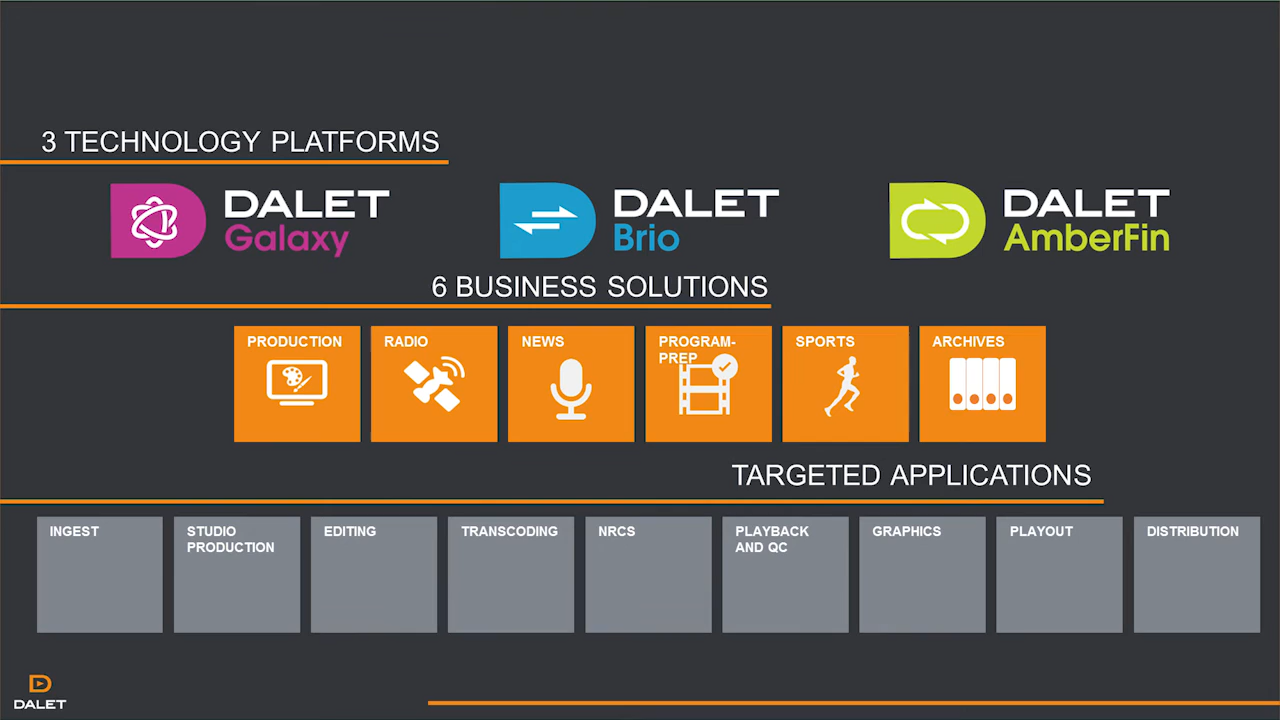 3 TECHNOLOGY PLATFORMS
DALET
Galaxy
DALET
Brio
DALET
AmberFin
6 BUSINESS SOLUTIONS
PRODUCTION
RADIO
NEWS
PROGRAM-
PREP
SPORTS
ARCHIVES
TARGETED APPLICATIONS
INGEST
STUDIO
PRODUCTION
EDITING
TRANSCODING
NRCS
PLAYBACK
AND QC
GRAPHICS
PLAYOUT
DISTRIBUTION
DALET